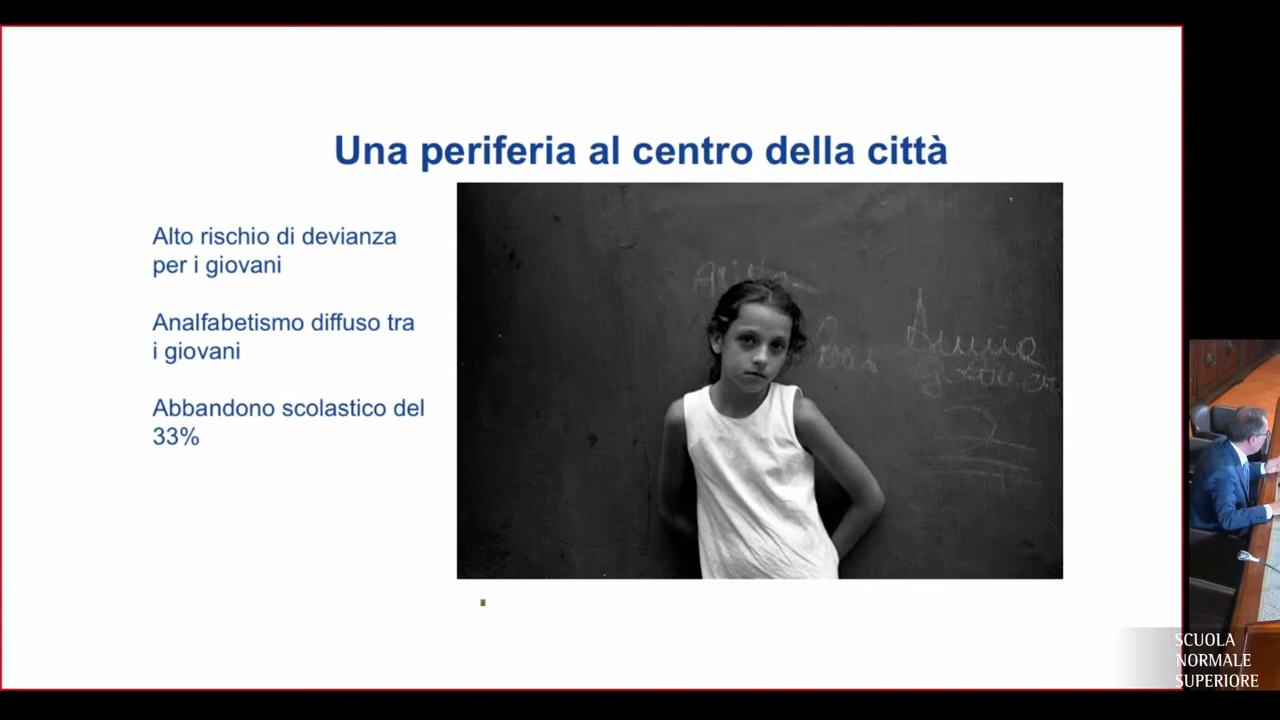 Una periferia al centro della città
Alto rischio di devianza
per i giovani
Analfabetismo diffuso tra
i giovani
Abbandono scolastico del
33%
Anna
SCUOLA
NORMALE
SUPERIORE